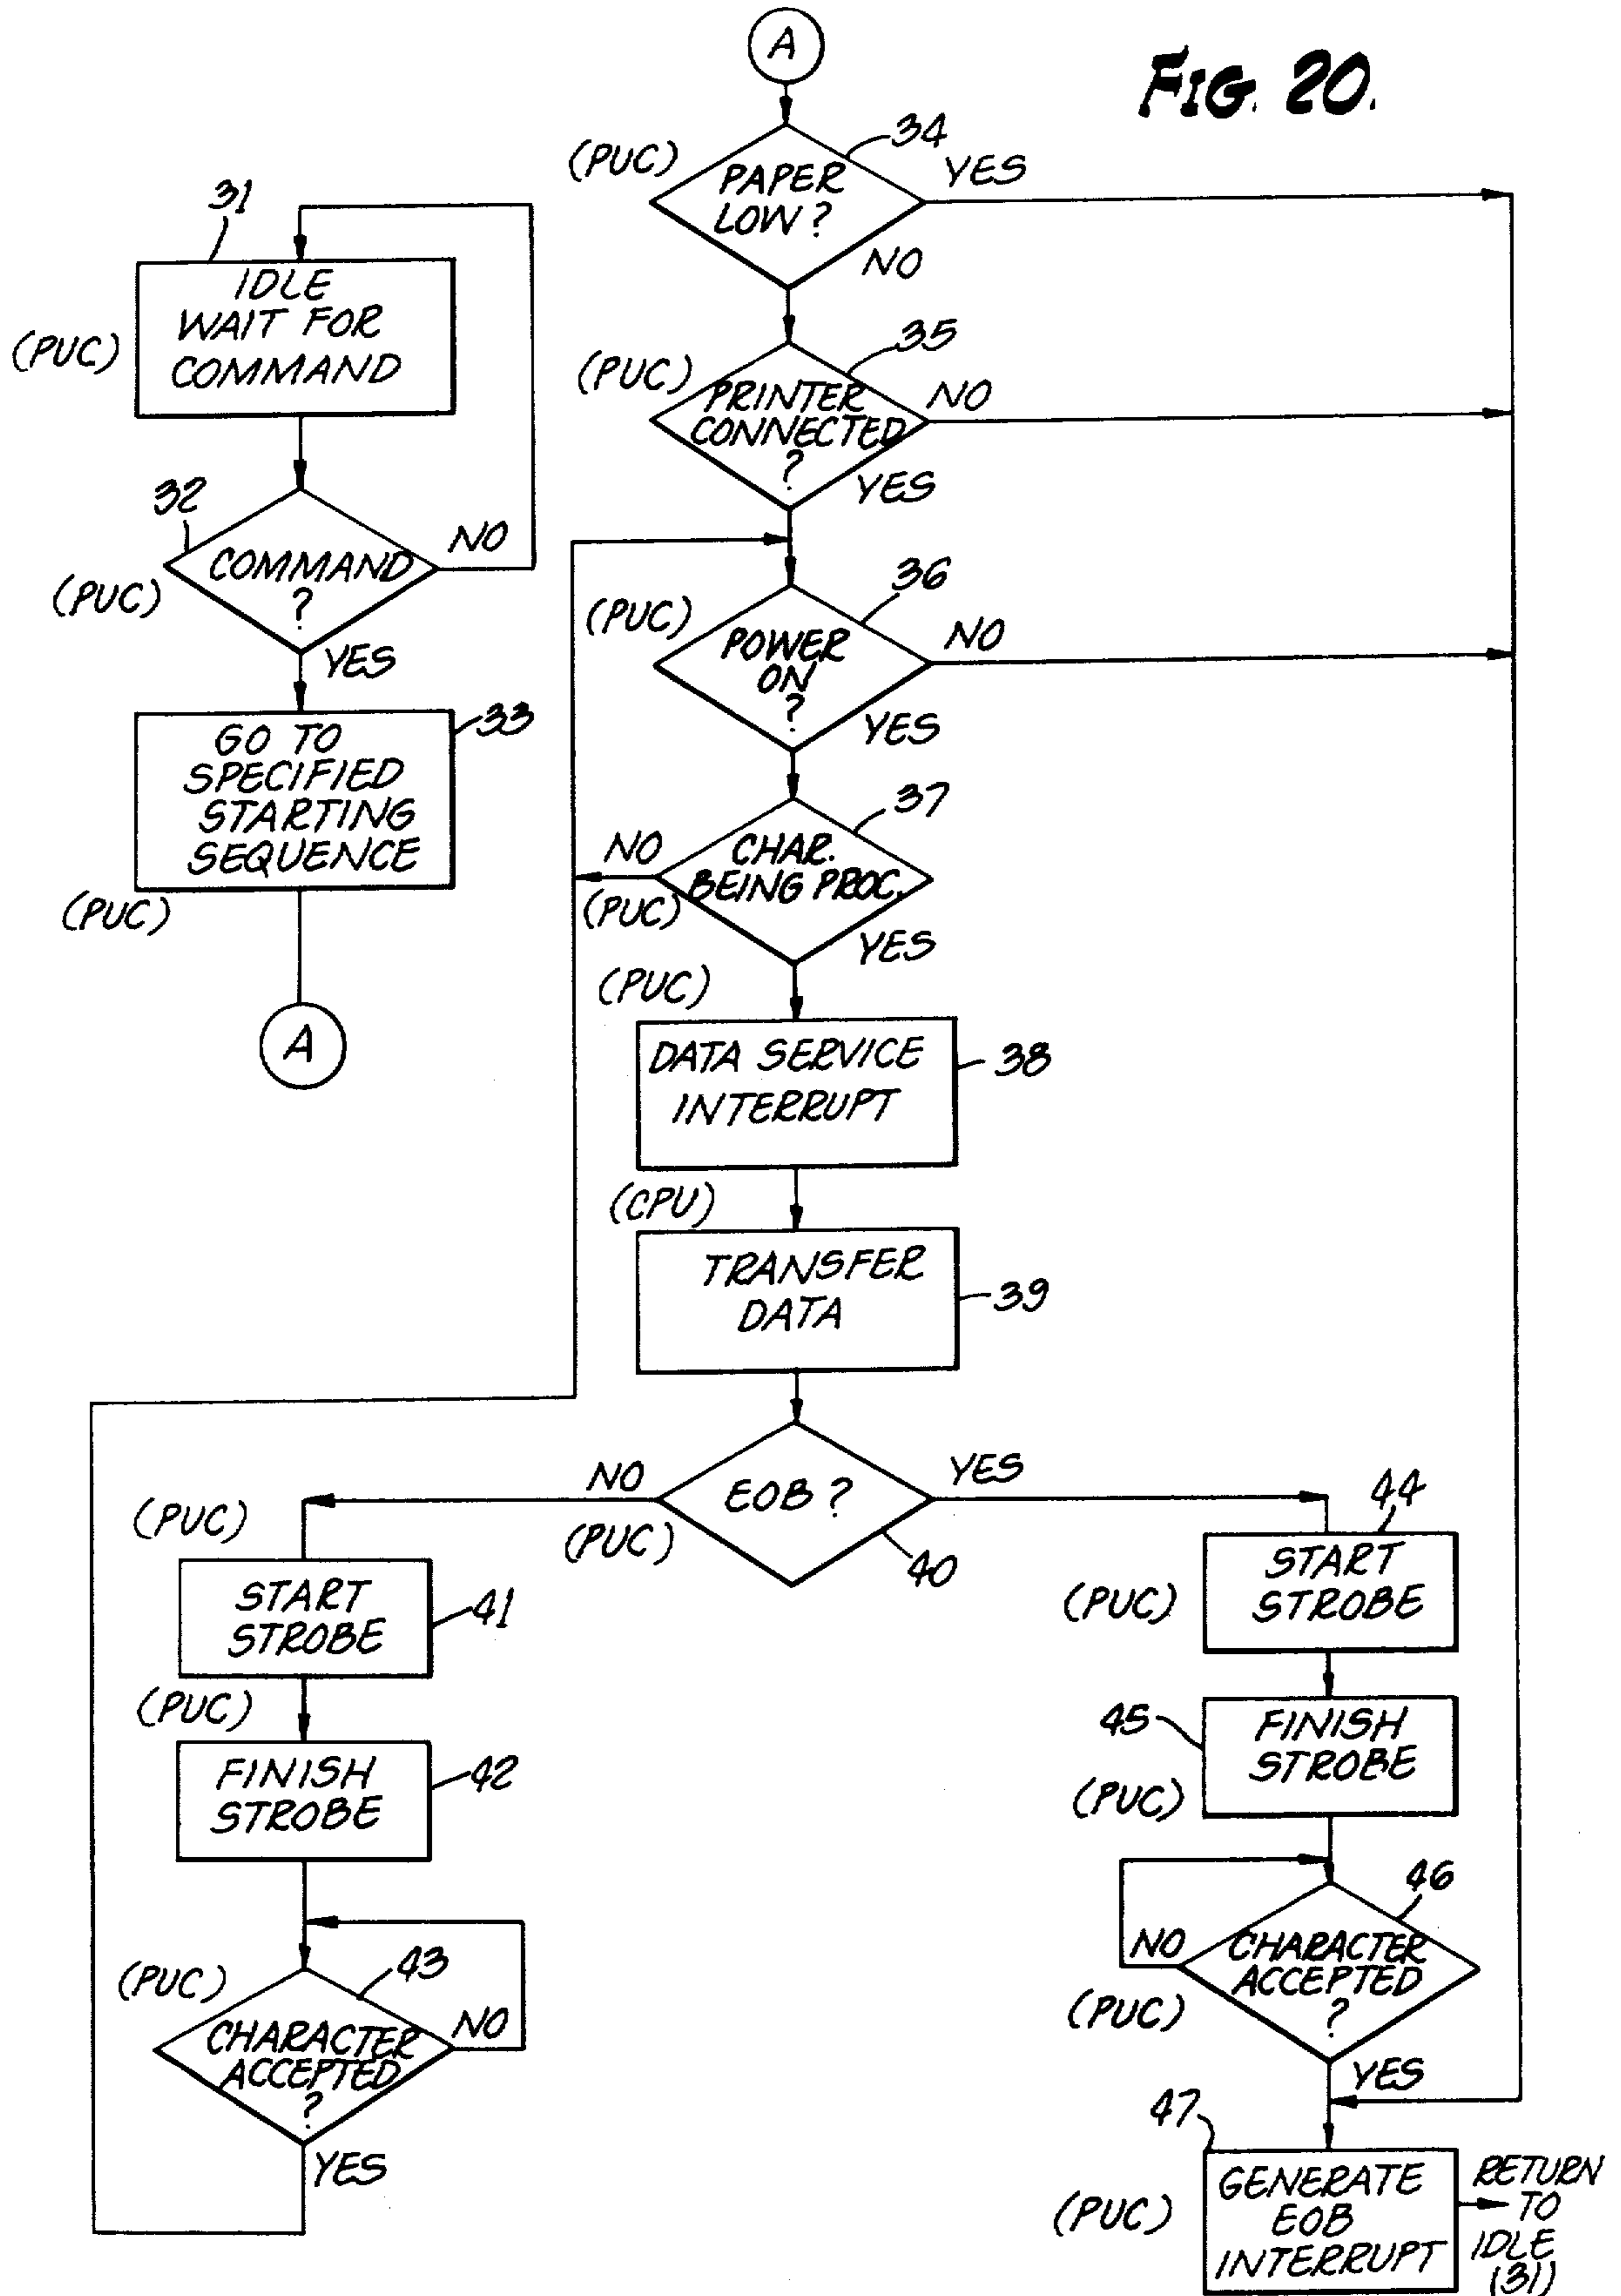 FIG. 20.
31
IDLE
WAIT FOR
COMMAND
(PUC)
32
COMMAND
?
NO
(PUC)
YES
33
GO TO
SPECIFIED
STARTING
SEQUENCE
(PUC)
A
A
34
(PUC)
PAPER
LOW ?
YES
NO
35
(PUC)
PRINTER
CONNECTED
?
NO
YES
36
(PUC)
POWER
ON
?
NO
YES
37
NO
CHAR.
BEING PROC.
(PUC)
YES
(PUC)
DATA SERVICE
INTERRUPT
38
(CPU)
TRANSFER
DATA
39
NO
EOB ?
YES
(PUC)
40
(PUC)
START
STROBE
41
(PUC)
FINISH
STROBE
42
43
(PUC)
CHARACTER
ACCEPTED
?
NO
YES
44
START
STROBE
(PUC)
45
FINISH
STROBE
(PUC)
46
NO
CHARACTER
ACCEPTED
?
(PUC)
YES
47
GENERATE
EOB
INTERRUPT
(PUC)
RETURN
TO
IDLE
(31)